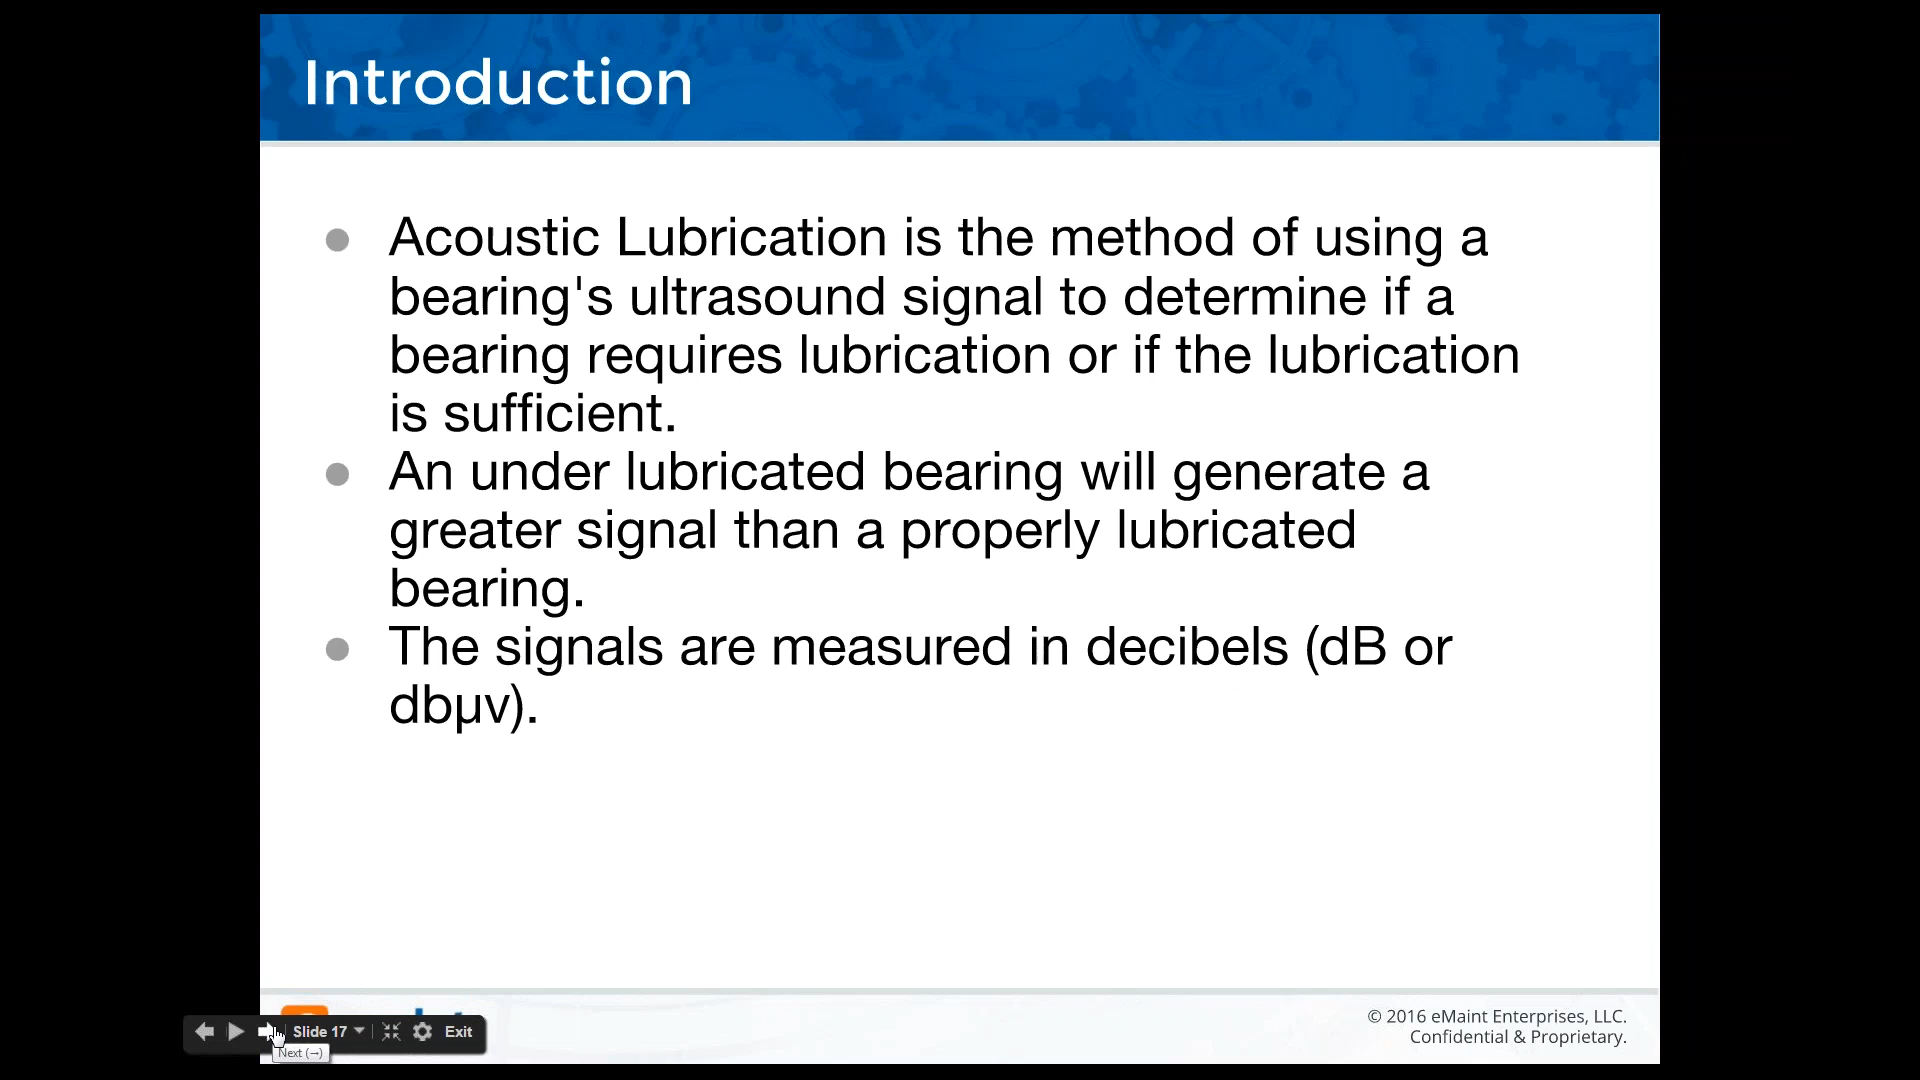 Introduction
Acoustic Lubrication is the method of using a
bearing's ultrasound signal to determine if a
bearing requires lubrication or if the lubrication
is sufficient.
An under lubricated bearing will generate a
greater signal than a properly lubricated
bearing.
The signals are measured in decibels (dB or
dbµv).
© 2016 eMaint Enterprises, LLC.
Confidential & Proprietary.
Slide 17
Exit
Next (→)